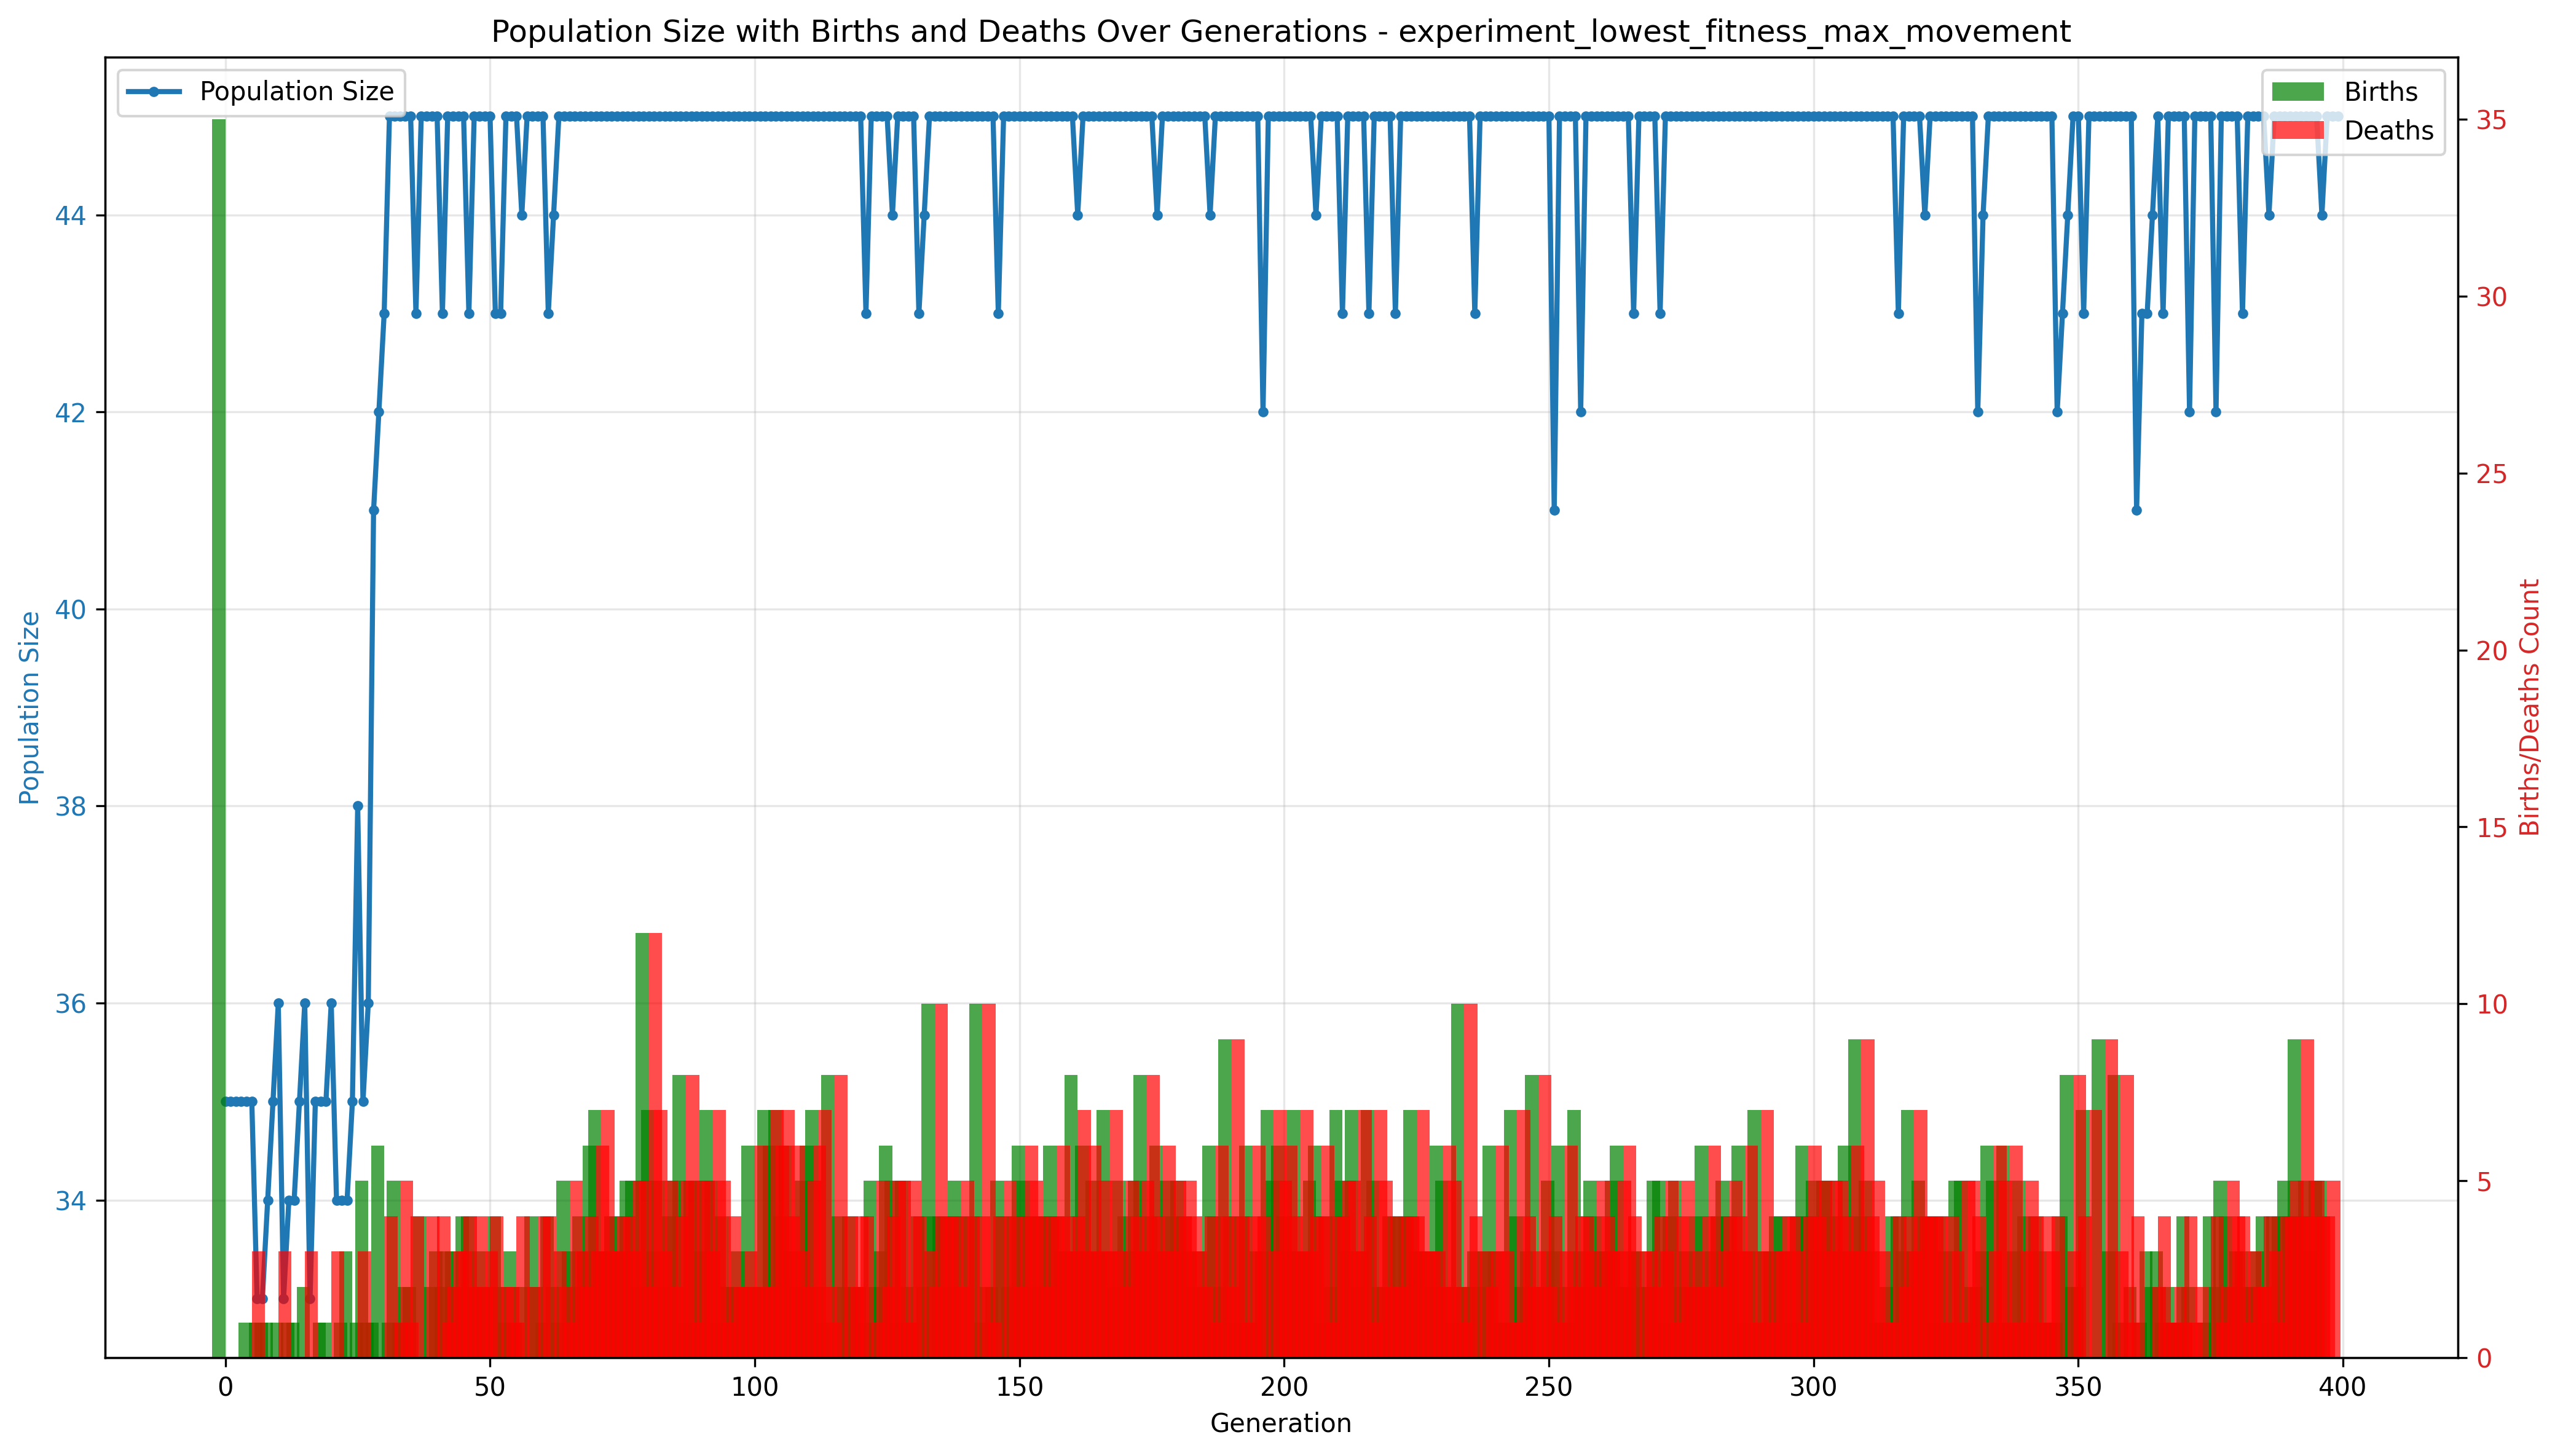 Population Size with Births and Deaths Over Generations - experiment_lowest_fitness_max_movement
Population Size
Births
Deaths
44
42
40
38
36
34
Population Size
35
30
25
20
15
10
5
0
Births/Deaths Count
0 50 100 150 200 250 300 350 400
Generation